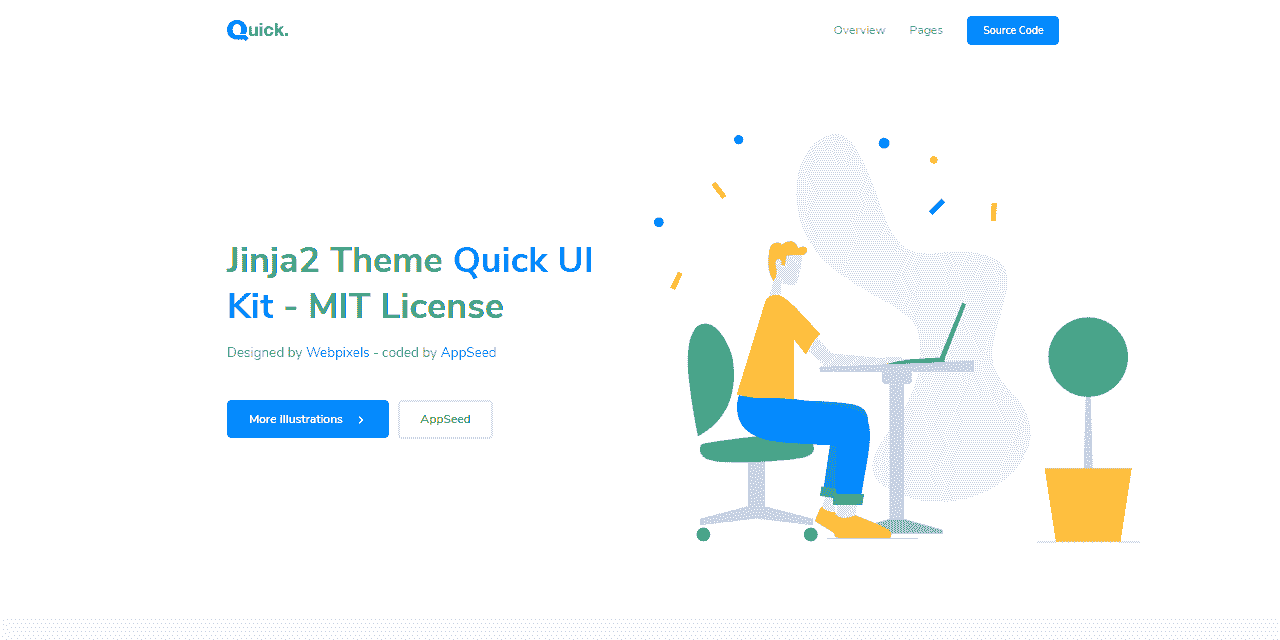 Quick.
Overview Pages Source Code
Jinja2 Theme Quick UI
Kit - MIT License
Designed by Webpixels - coded by AppSeed
More illustrations AppSeed